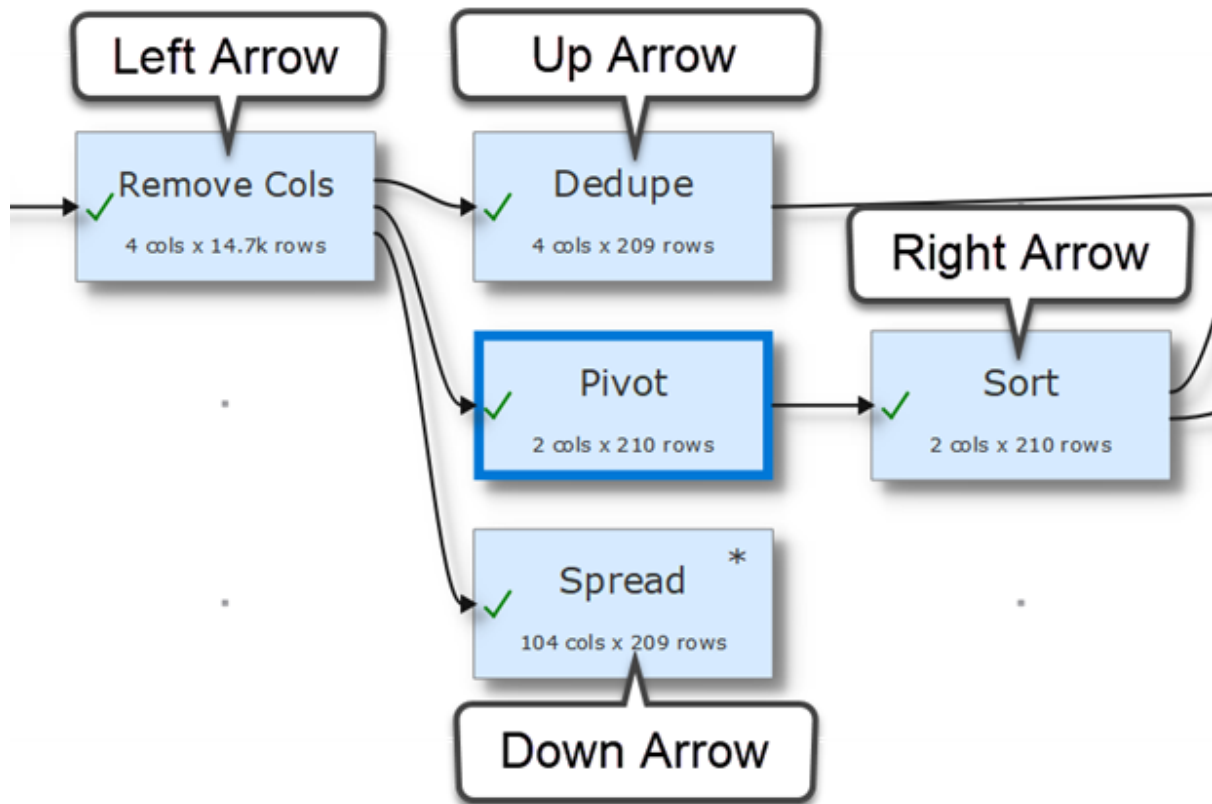 Left Arrow
Up Arrow
Remove Cols
4 cols x 14.7k rows
Dedupe
4 cols x 209 rows
Right Arrow
Pivot
2 cols x 210 rows
Sort
2 cols x 210 rows
Spread *
104 cols x 209 rows
Down Arrow